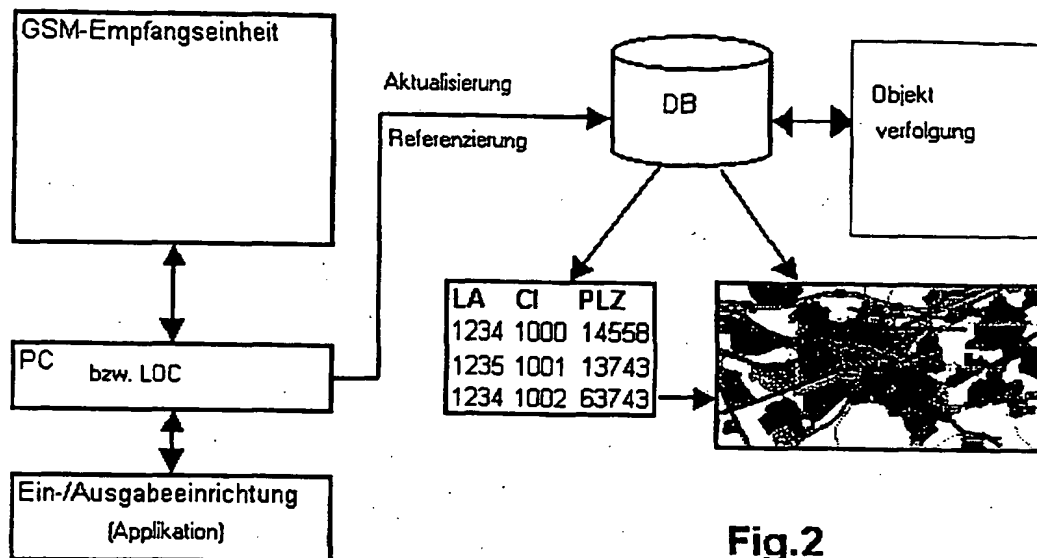 GSM-Empfangseinheit
Aktualisierung
Referenzierung
DB
Objekt
verfolgung
LA CI PLZ
1234 1000 14558
1235 1001 13743
1234 1002 63743
PC bzw. LOC
Ein-/Ausgabeeinrichtung
(Applikation)
Fig.2